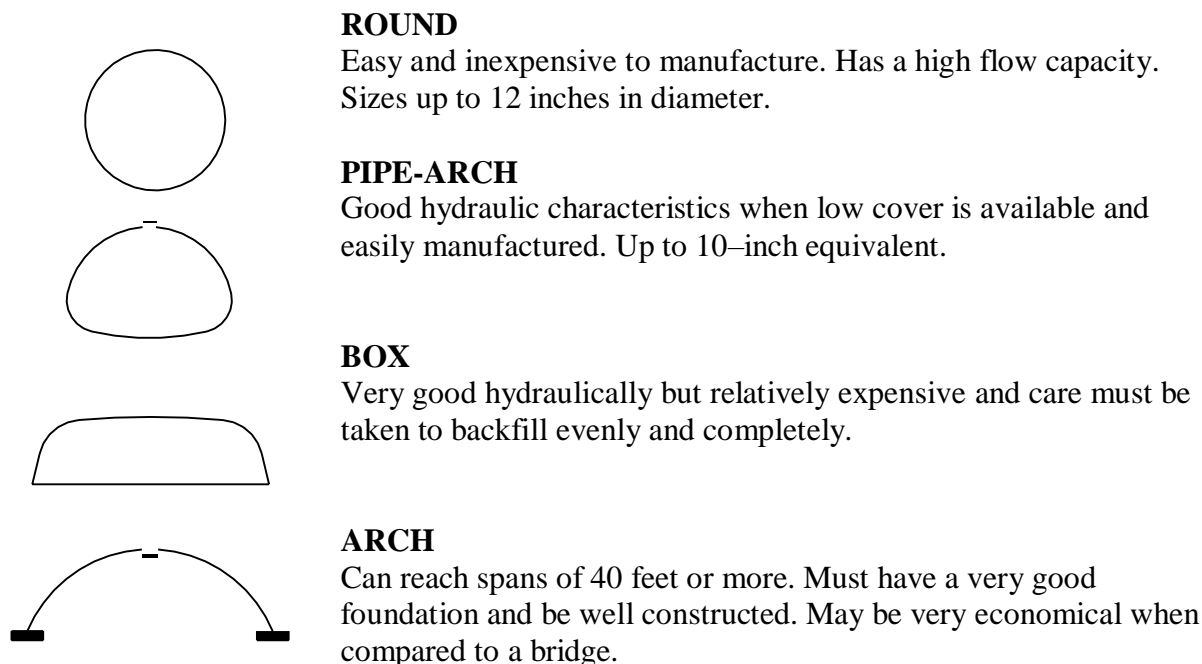 ROUND
Easy and inexpensive to manufacture. Has a high flow capacity.
Sizes up to 12 inches in diameter.
PIPE-ARCH
Good hydraulic characteristics when low cover is available and
easily manufactured. Up to 10–inch equivalent.
BOX
Very good hydraulically but relatively expensive and care must be
taken to backfill evenly and completely.
ARCH
Can reach spans of 40 feet or more. Must have a very good
foundation and be well constructed. May be very economical when
compared to a bridge.